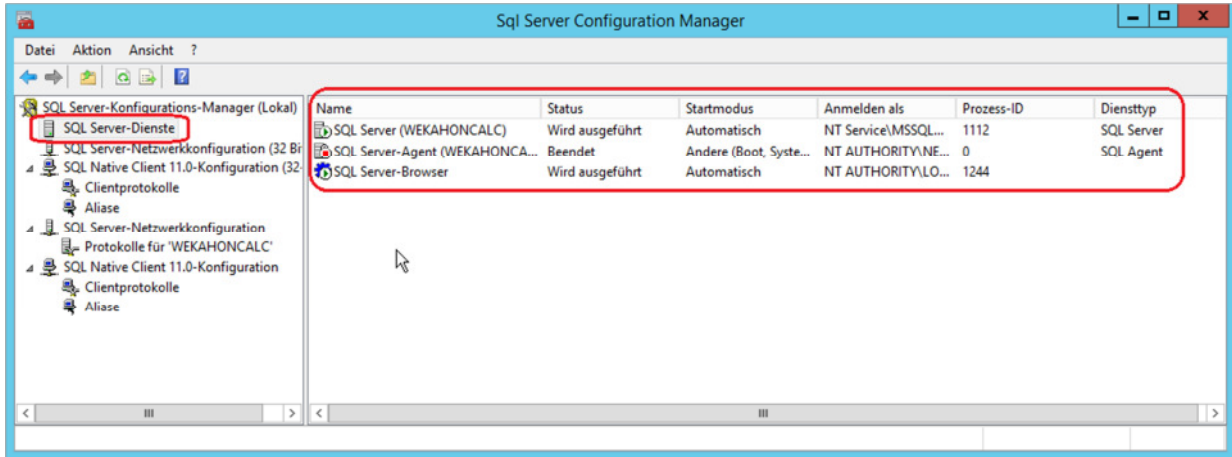 Sql Server Configuration Manager
Datei Aktion Ansicht ?
SQL Server-Konfigurations-Manager (Lokal)
SQL Server-Dienste
SQL Server-Netzwerkkonfiguration (32 Bi
SQL Native Client 11.0-Konfiguration (32-
Clientprotokolle
Aliase
SQL Server-Netzwerkkonfiguration
Protokolle für 'WEKAHONCALC'
SQL Native Client 11.0-Konfiguration
Clientprotokolle
Aliase
Name Status Startmodus Anmelden als Prozess-ID Diensttyp
SQL Server (WEKAHONCALC) Wird ausgeführt Automatisch NT Service\MSSQL... 1112 SQL Server
SQL Server-Agent (WEKAHONCA... Beendet Andere (Boot, Syste... NT AUTHORITY\NE... 0 SQL Agent
SQL Server-Browser Wird ausgeführt Automatisch NT AUTHORITY\LO... 1244